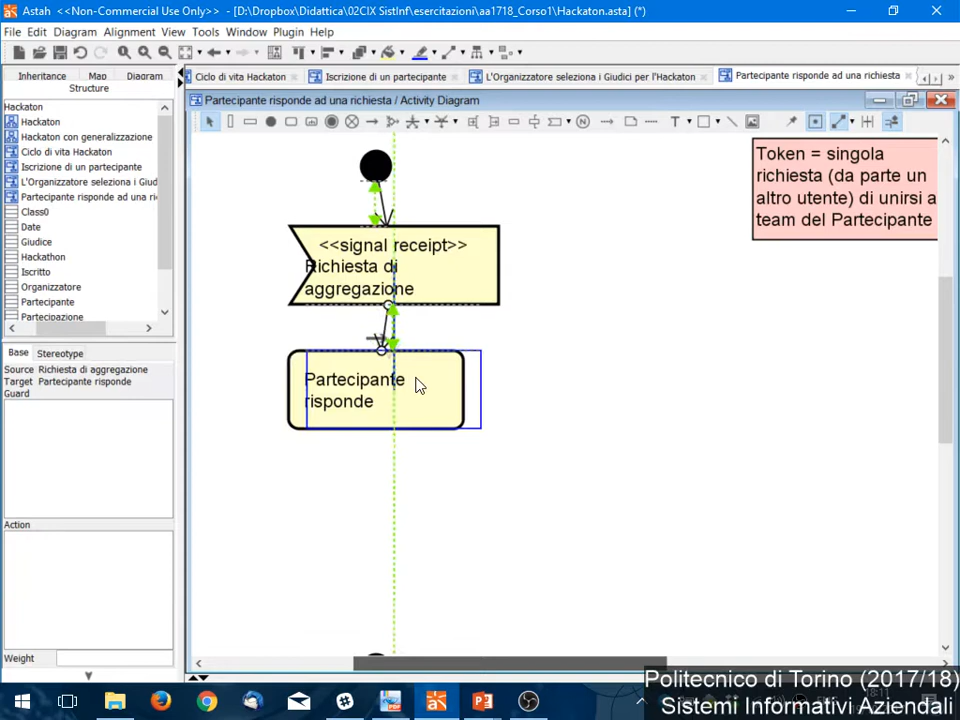 Astah <<Non-Commercial Use Only>> - [D:\Dropbox\Didattica\02CIX SistInf\esercitazioni\aa1718_Corso1\Hackaton.asta] (*)
File Edit Diagram Alignment View Tools Window Plugin Help
Inheritance Map Diagram
Structure
Ciclo di vita Hackaton
Iscrizione di un partecipante
L'Organizzatore seleziona i Giudici per l'Hackaton
Partecipante risponde ad una richiesta
Hackaton
Hackaton
Hackaton con generalizzazione
Ciclo di vita Hackaton
Iscrizione di un partecipante
L'Organizzatore seleziona i Giudi
Partecipante risponde ad una ri
Class0
Date
Giudice
Hackathon
Iscritto
Organizzatore
Partecipante
Partecipazione
Partecipante risponde ad una richiesta / Activity Diagram
Base Stereotype
Source Richiesta di aggregazione
Target Partecipante risponde
Guard
Action
Weight
<<signal receipt>>
Richiesta di
aggregazione
Partecipante
risponde
Token = singola
richiesta (da parte un
altro utente) di unirsi a
team del Partecipante
18:11
Politecnico di Torino (2017/18)
Sistemi Informativi Aziendali